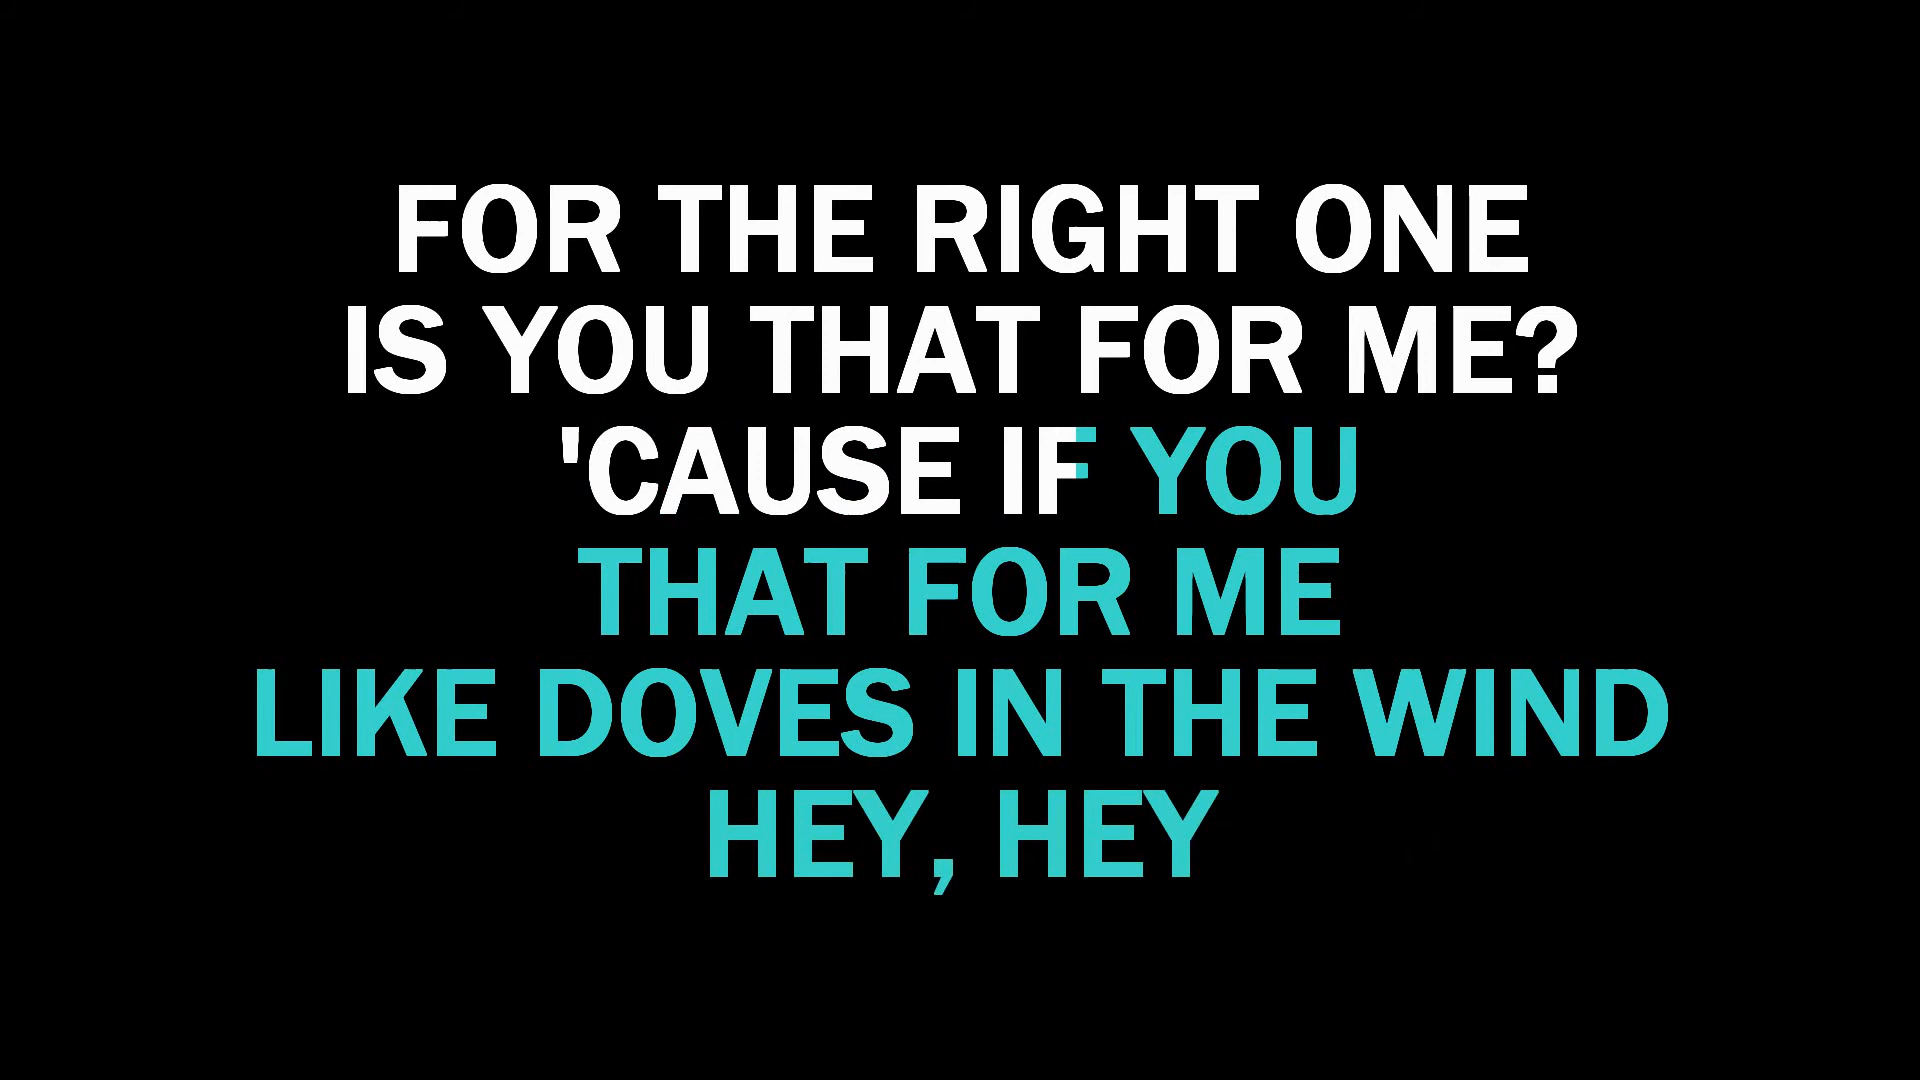 FOR THE RIGHT ONE
IS YOU THAT FOR ME?
'CAUSE IF YOU
THAT FOR ME
LIKE DOVES IN THE WIND
HEY, HEY